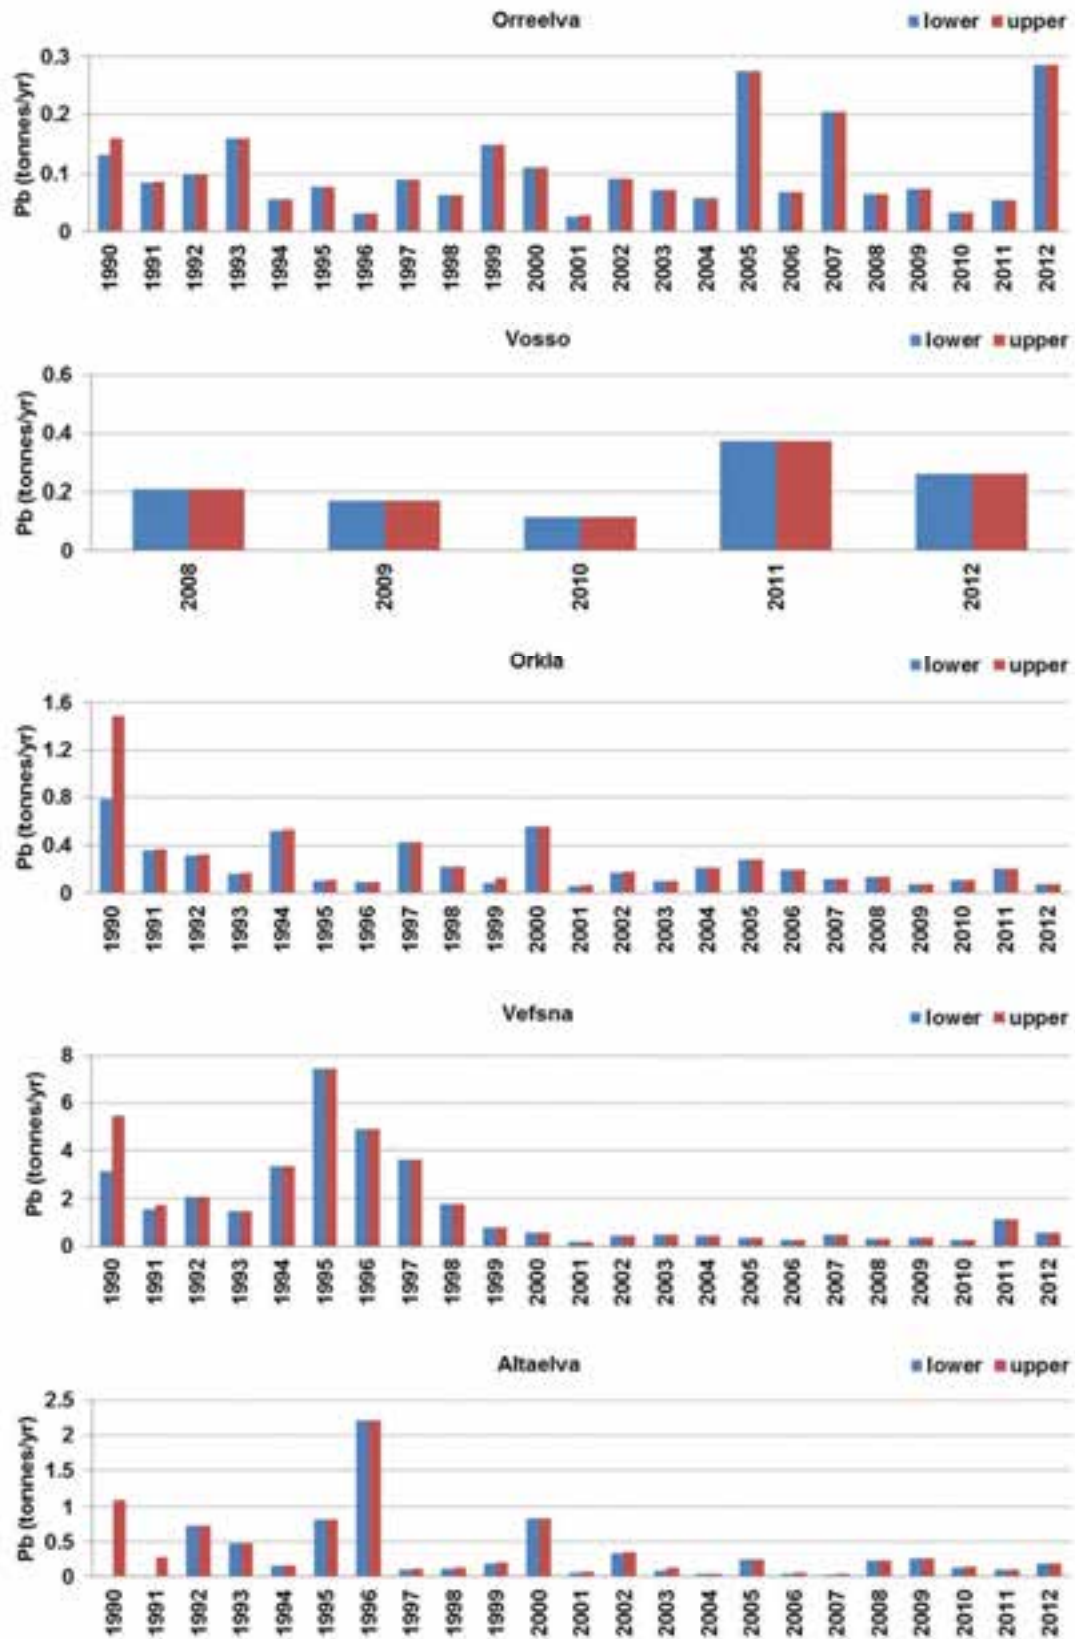 Orreelva
lower upper
Pb (tonnes/yr)
0.3
0.2
0.1
0
1990 1991 1992 1993 1994 1995 1996 1997 1998 1999 2000 2001 2002 2003 2004 2005 2006 2007 2008 2009 2010 2011 2012
Vosso
lower upper
Pb (tonnes/yr)
0.6
0.4
0.2
0
2008 2009 2010 2011 2012
Orkla
lower upper
Pb (tonnes/yr)
1.6
1.2
0.8
0.4
0
1990 1991 1992 1993 1994 1995 1996 1997 1998 1999 2000 2001 2002 2003 2004 2005 2006 2007 2008 2009 2010 2011 2012
Vefsna
lower upper
Pb (tonnes/yr)
8
6
4
2
0
1990 1991 1992 1993 1994 1995 1996 1997 1998 1999 2000 2001 2002 2003 2004 2005 2006 2007 2008 2009 2010 2011 2012
Altaelva
lower upper
Pb (tonnes/yr)
2.5
2
1.5
1
0.5
0
1990 1991 1992 1993 1994 1995 1996 1997 1998 1999 2000 2001 2002 2003 2004 2005 2006 2007 2008 2009 2010 2011 2012